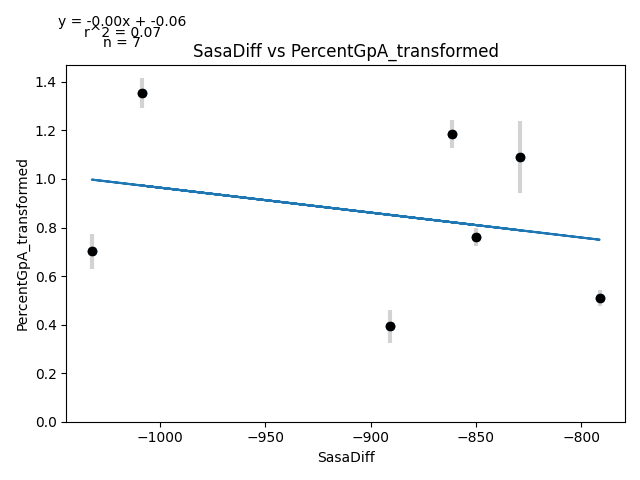 y = -0.00x + -0.06
r^2 = 0.07
n = 7
SasaDiff vs PercentGpA_transformed
1.4
1.2
1.0
0.8
0.6
0.4
0.2
0.0
PercentGpA_transformed
−1000
−950
−900
−850
−800
SasaDiff